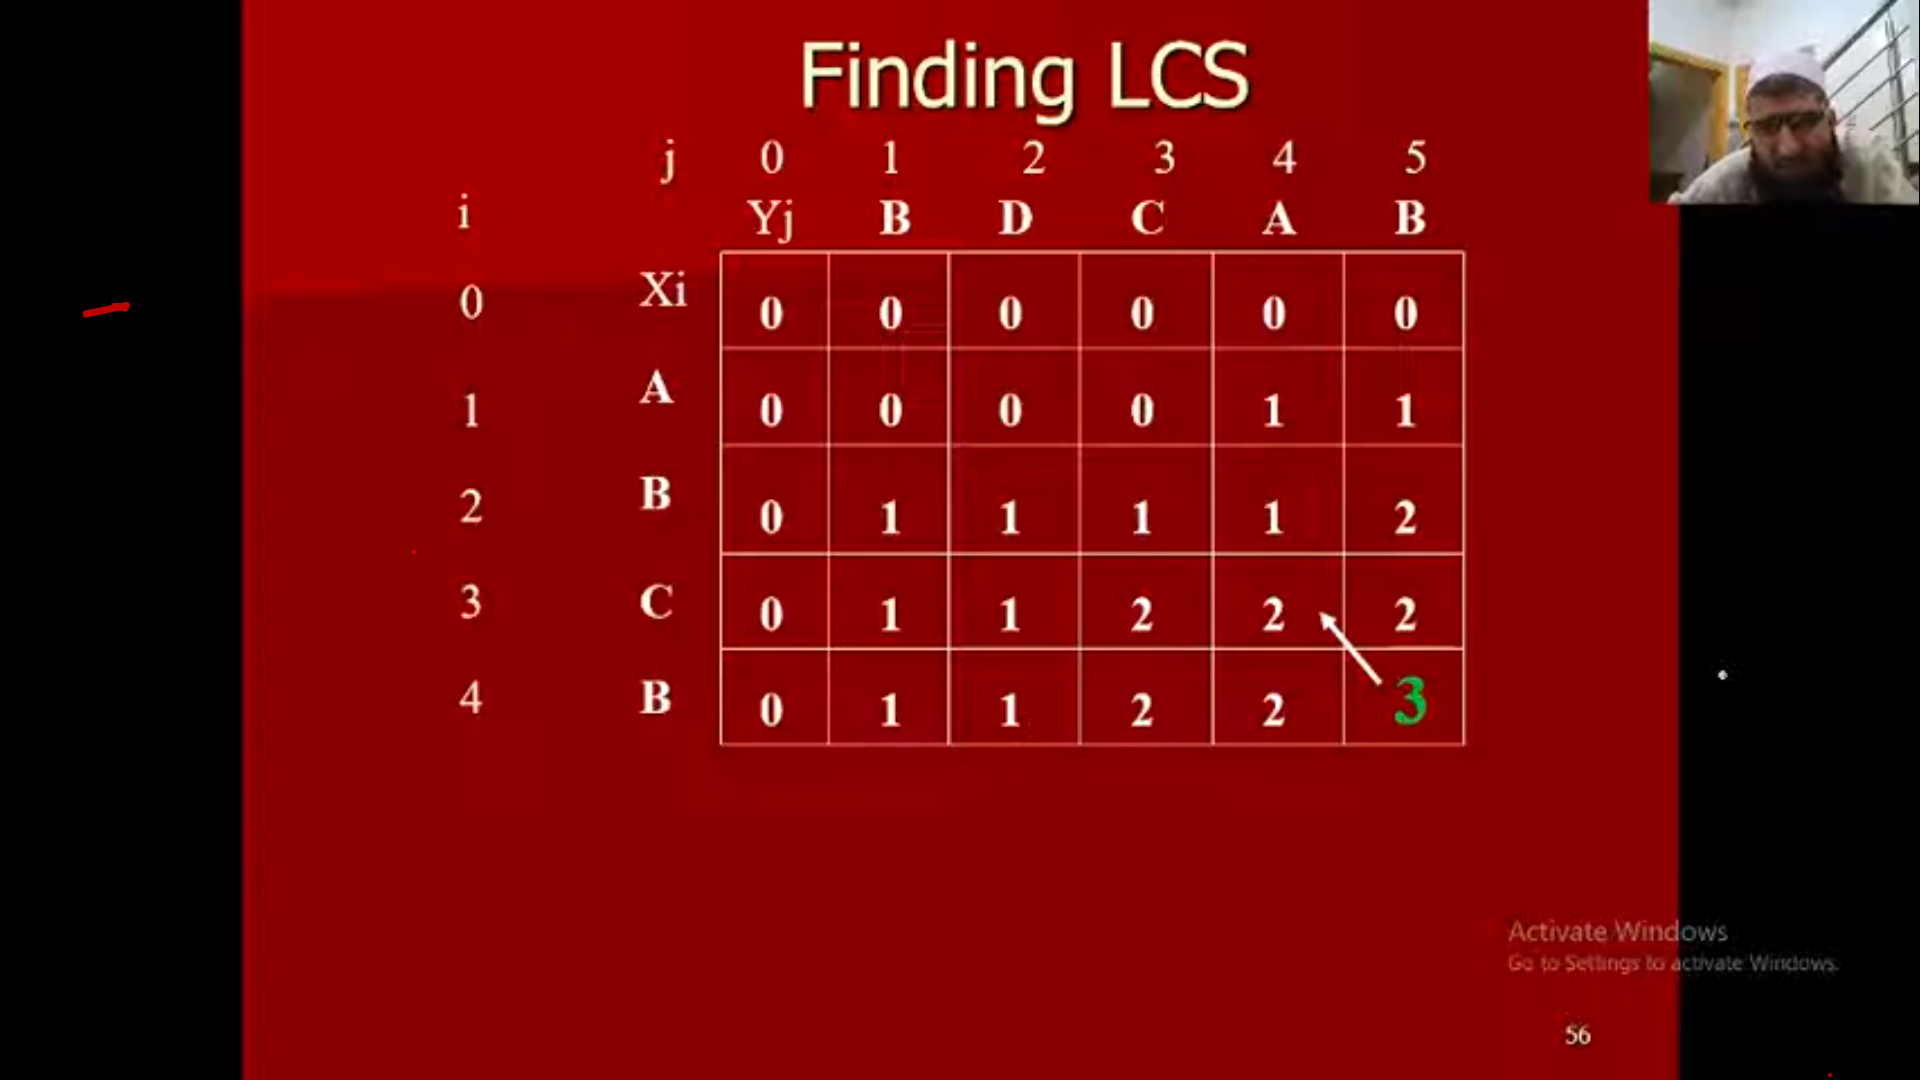 Finding LCS
j 0 1 2 3 4 5
i Yj B D C A B
0 Xi 0 0 0 0 0 0
1 A 0 0 0 0 1 1
2 B 0 1 1 1 1 2
3 C 0 1 1 2 2 2
4 B 0 1 1 2 2 3
Activate Windows
Go to Settings to activate Windows.
56